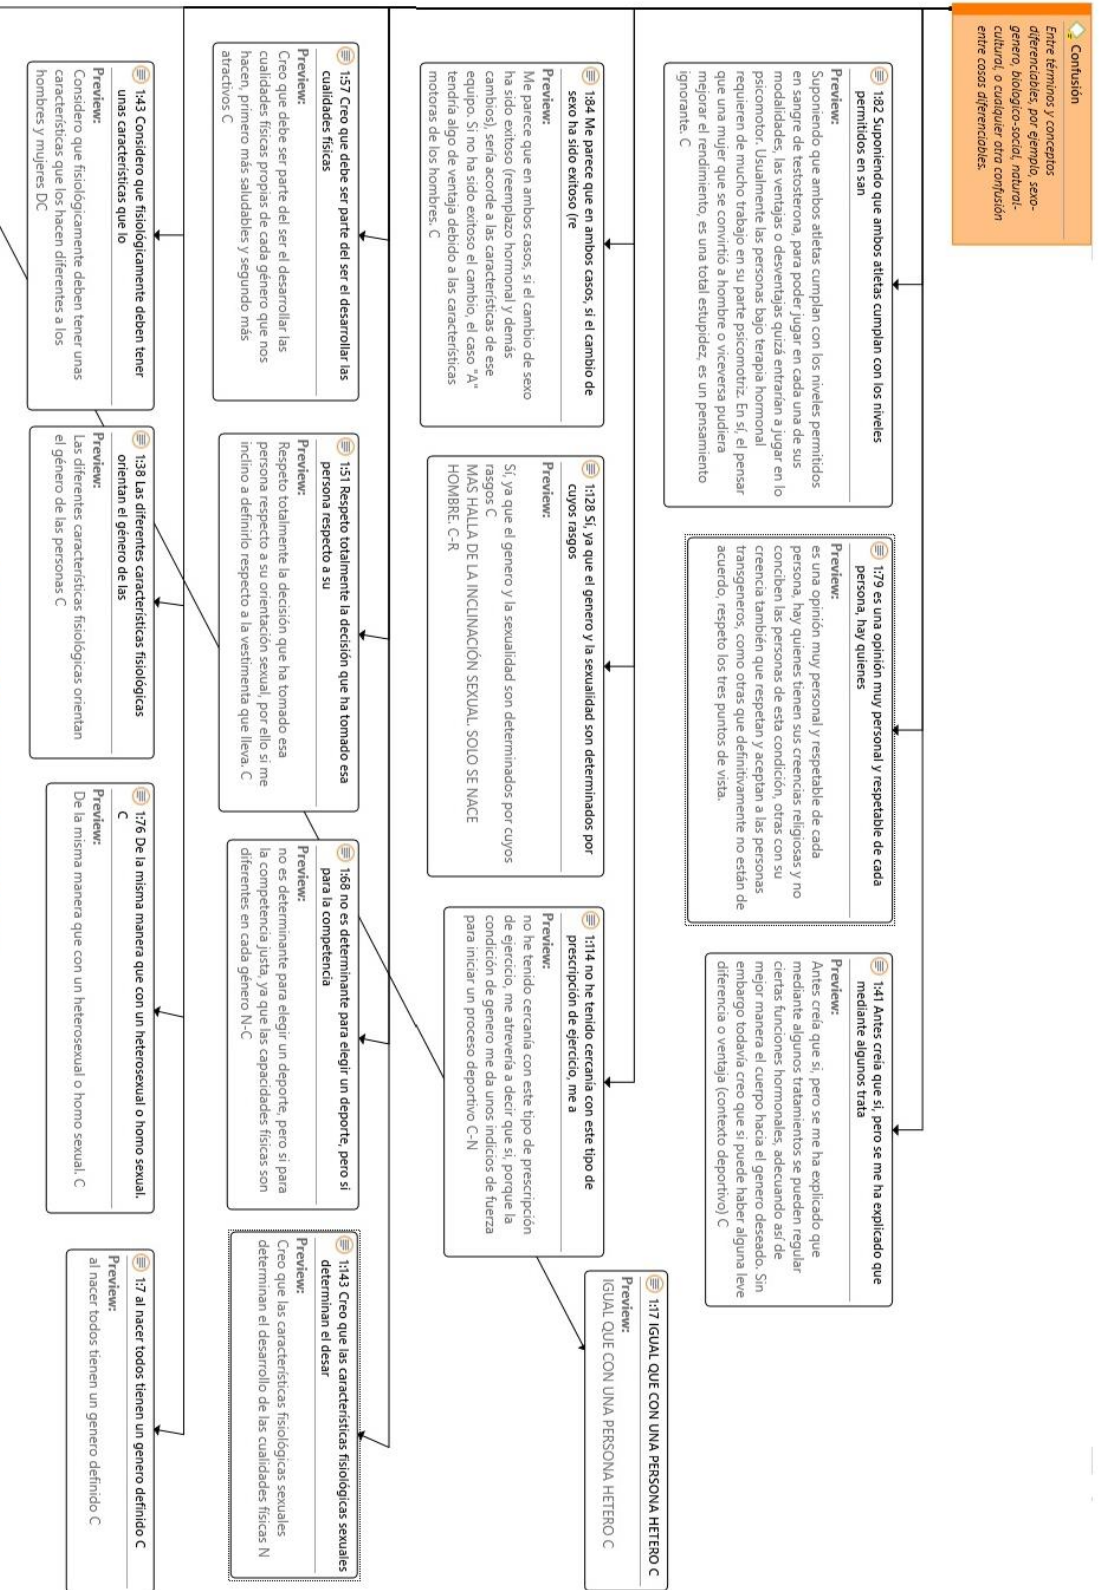 Confusión
Entre términos y conceptos
diferenciables, por ejemplo, sexo-
genero, biologico-social, natural-
cultural, o cualquier otra confusión
entre cosas diferenciables.
1:82 Suponiendo que ambos atletas cumplan con los niveles
permitidos en san
Preview:
Suponiendo que ambos atletas cumplan con los niveles permitidos
en sangre de testosterona, para poder jugar en cada una de sus
modalidades, las ventajas o desventajas quizá entrarían a jugar en lo
psicomotor. Usualmente las personas bajo terapia hormonal
requieren de mucho trabajo en su parte psicomotriz. En sí, el pensar
que una mujer que se convirtió a hombre o viceversa pudiera
mejorar el rendimiento, es una total estupidez, es un pensamiento
ignorante. C
1:79 es una opinión muy personal y respetable de cada
persona, hay quienes
Preview:
es una opinión muy personal y respetable de cada
persona, hay quienes tienen sus creencias religiosas y no
conciben las personas de esta condición, otras con su
creencia también que respetan y aceptan a las personas
transgeneros, como otras que definitivamente no están de
acuerdo, respeto los tres puntos de vista.
1:41 Antes creía que si, pero se me ha explicado que
mediante algunos trata
Preview:
Antes creía que si, pero se me ha explicado que
mediante algunos tratamientos se pueden regular
ciertas funciones hormonales, adecuando así de
mejor manera el cuerpo hacia el genero deseado. Sin
embargo todavía creo que si puede haber alguna leve
diferencia o ventaja (contexto deportivo) C
1:84 Me parece que en ambos casos, si el cambio de
sexo ha sido exitoso (re
Preview:
Me parece que en ambos casos, si el cambio de sexo
ha sido exitoso (reemplazo hormonal y demás
cambios), sería acorde a las características de ese
equipo. Si no ha sido exitoso el cambio, el caso "A"
tendría algo de ventaja debido a las características
motoras de los hombres. C
1:128 Sí, ya que el genero y la sexualidad son determinados por
cuyos rasgos
Preview:
Sí, ya que el genero y la sexualidad son determinados por cuyos
rasgos C
MAS HALLA DE LA INCLINACIÓN SEXUAL. SOLO SE NACE
HOMBRE. C-R
1:114 no he tenido cercanía con este tipo de
prescripción de ejercicio, me a
Preview:
no he tenido cercanía con este tipo de prescripción
de ejercicio, me atrevería a decir que si, porque la
condición de genero me da unos indicios de fuerza
para iniciar un proceso deportivo C-N
1:17 IGUAL QUE CON UNA PERSONA HETERO C
Preview:
IGUAL QUE CON UNA PERSONA HETERO C
1:57 Creo que debe ser parte del ser el desarrollar las
cualidades físicas
Preview:
Creo que debe ser parte del ser el desarrollar las
cualidades físicas propias de cada género que nos
hacen, primero más saludables y segundo más
atractivos C
1:51 Respeto totalmente la decisión que ha tomado esa
persona respecto a su
Preview:
Respeto totalmente la decisión que ha tomado esa
persona respecto a su orientación sexual, por ello si me
inclino a definirlo respecto a la vestimenta que lleva. C
1:68 no es determinante para elegir un deporte, pero si
para la competencia
Preview:
no es determinante para elegir un deporte, pero si para
la competencia justa, ya que las capacidades físicas son
diferentes en cada género N-C
1:143 Creo que las características fisiológicas sexuales
determinan el desar
Preview:
Creo que las características fisiológicas sexuales
determinan el desarrollo de las cualidades físicas N
1:43 Considero que fisiológicamente deben tener
unas características que lo
Preview:
Considero que fisiológicamente deben tener unas
características que los hacen diferentes a los
hombres y mujeres DC
1:38 Las diferentes características fisiológicas
orientan el género de las
Preview:
Las diferentes características fisiológicas orientan
el género de las personas C
1:76 De la misma manera que con un heterosexual o homo sexual.
C
Preview:
De la misma manera que con un heterosexual o homo sexual. C
1:7 al nacer todos tienen un genero definido C
Preview:
al nacer todos tienen un genero definido C